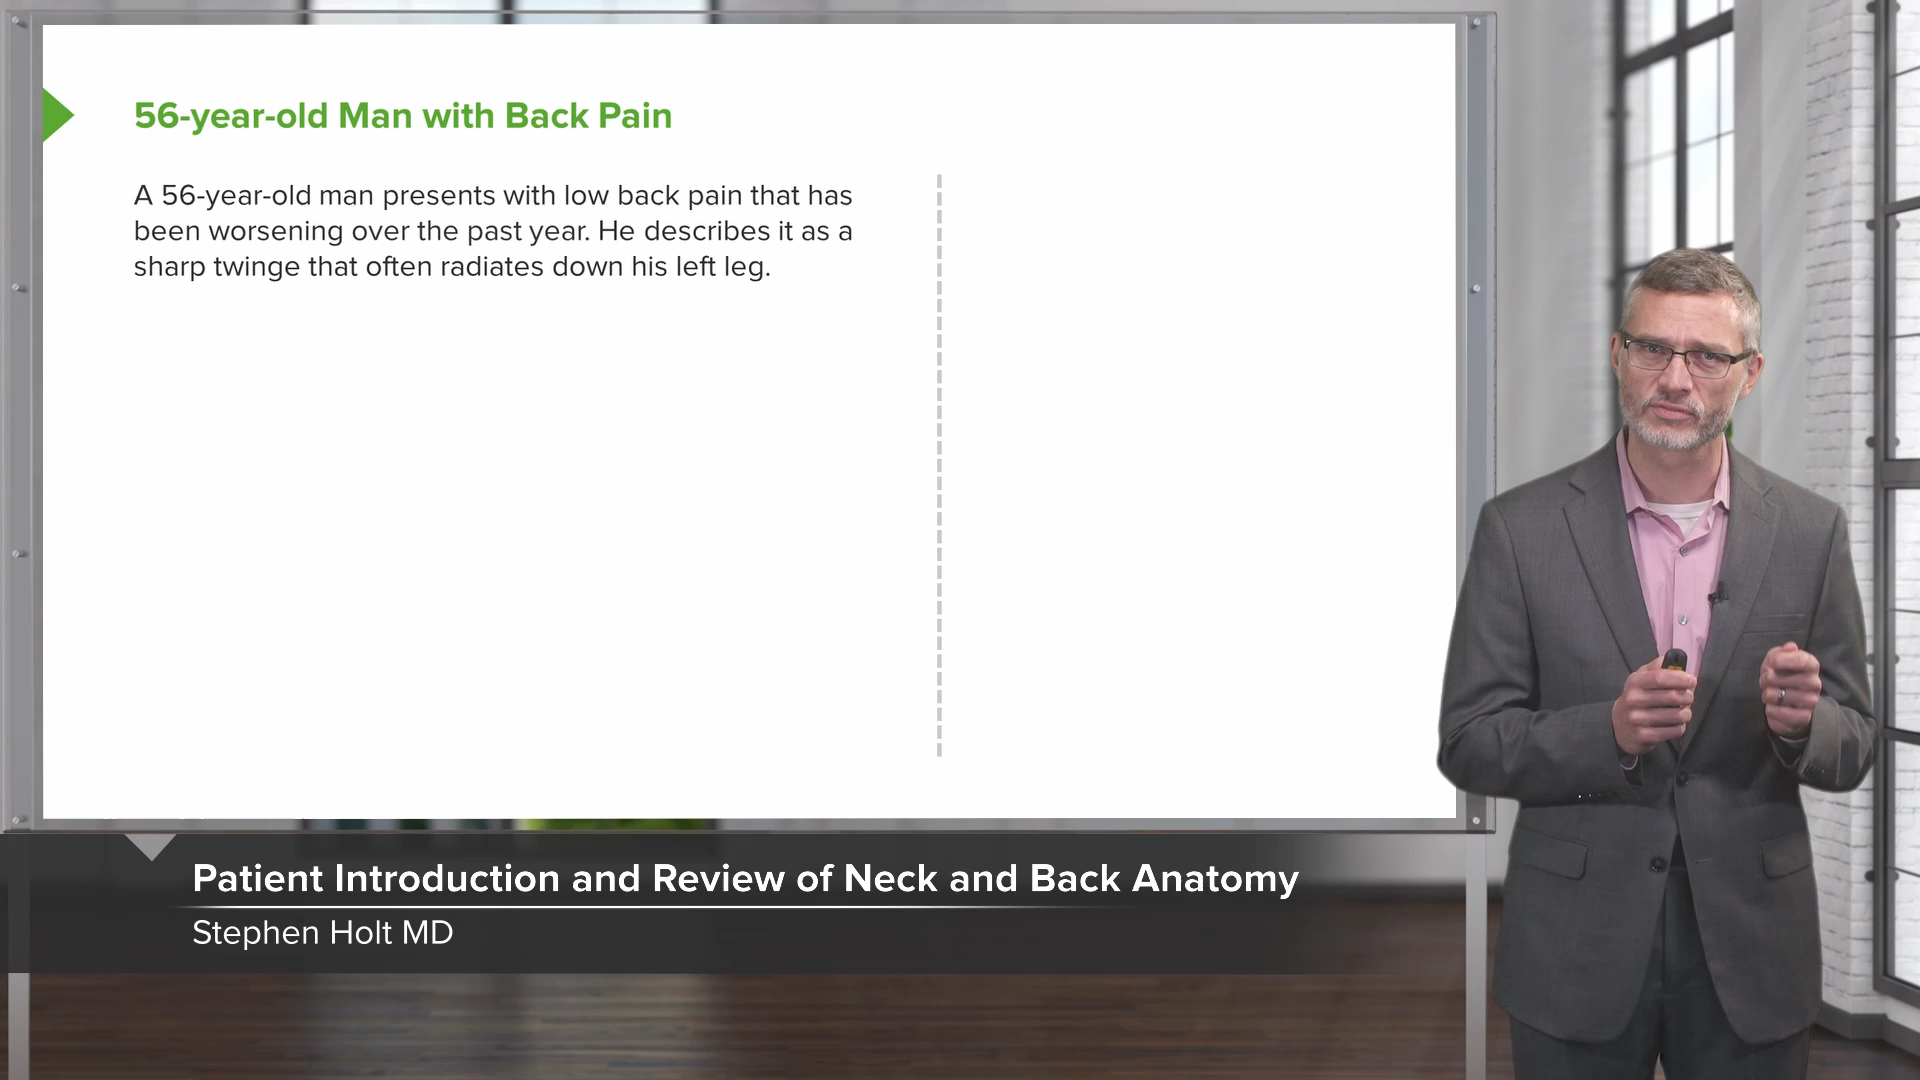 56-year-old Man with Back Pain
A 56-year-old man presents with low back pain that has
been worsening over the past year. He describes it as a
sharp twinge that often radiates down his left leg.
Patient Introduction and Review of Neck and Back Anatomy
Stephen Holt MD